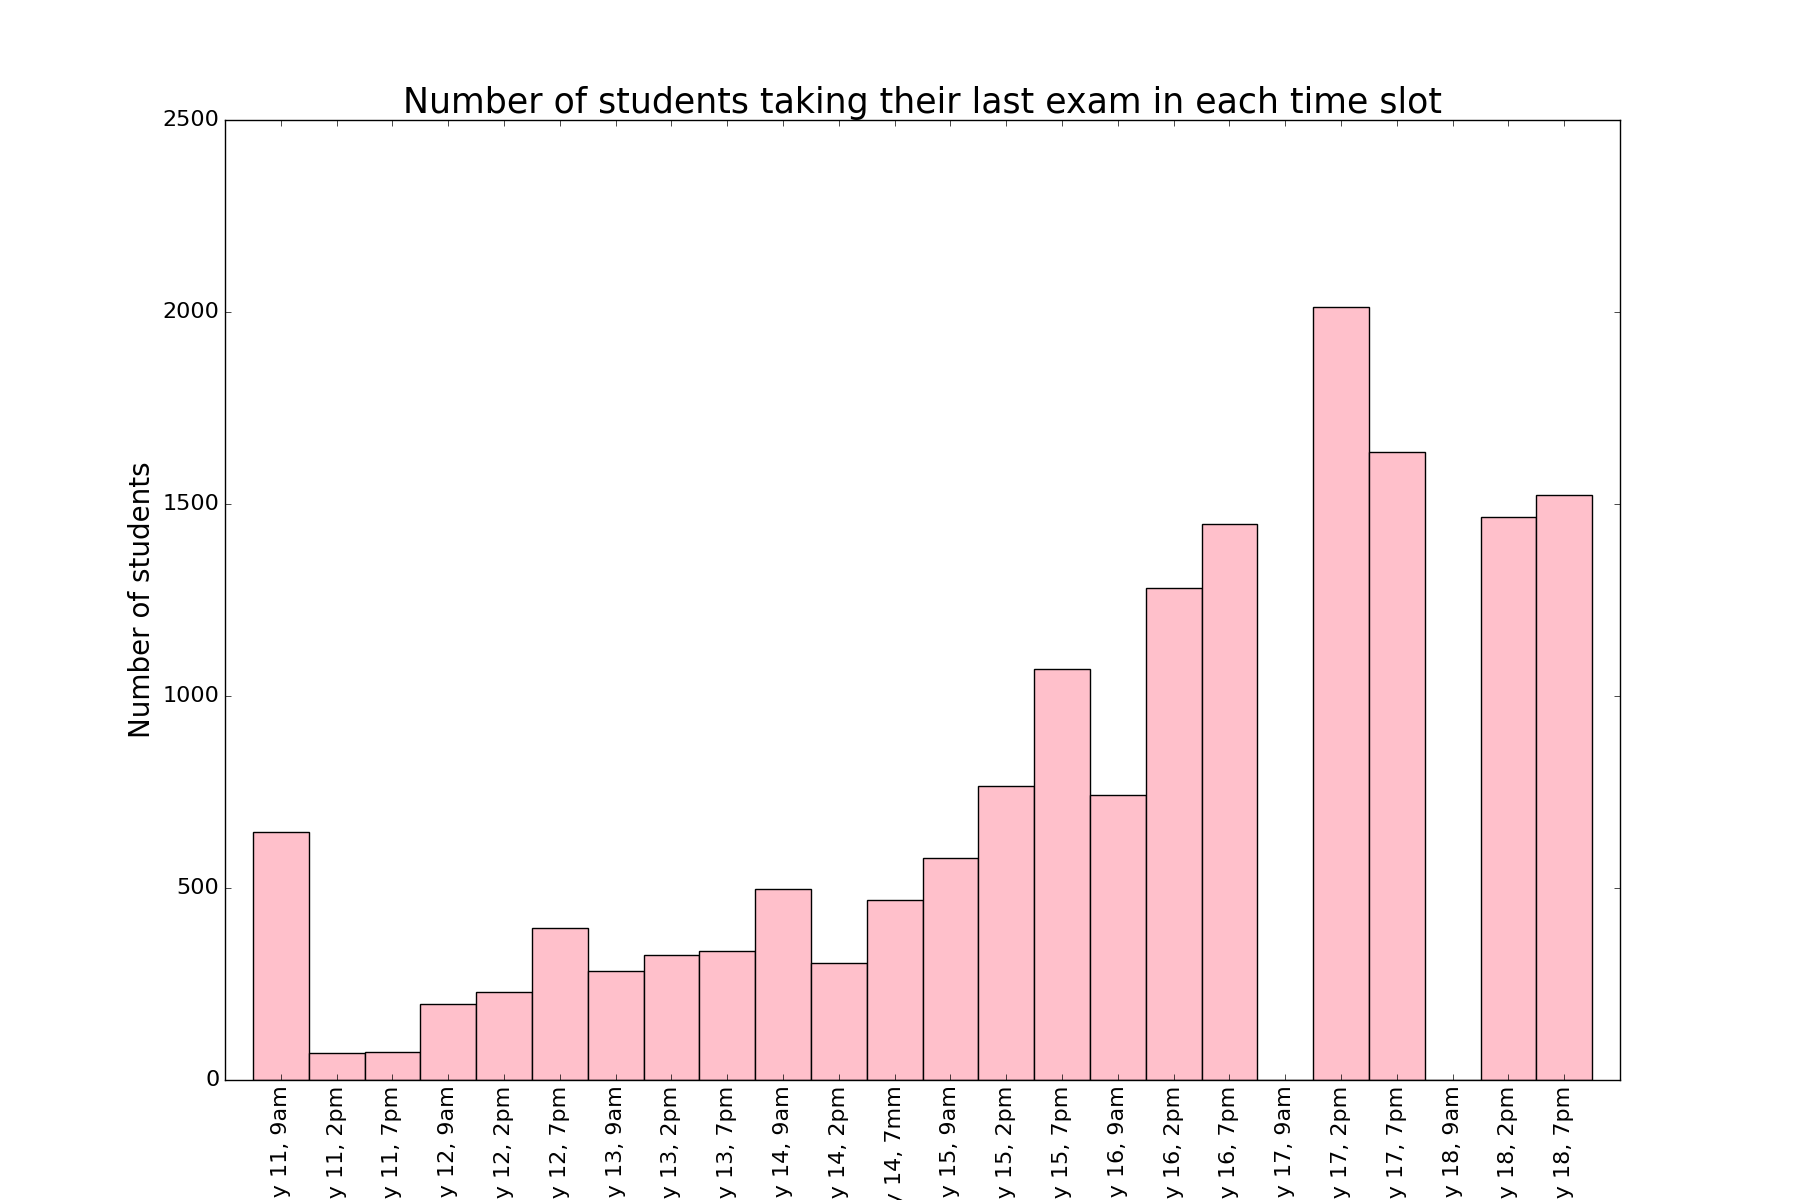 Number of students taking their last exam in each time slot
2500
2000
1500
1000
500
0
Number of students
y 11, 9am
y 11, 2pm
y 11, 7pm
y 12, 9am
y 12, 2pm
y 12, 7pm
y 13, 9am
y 13, 2pm
y 13, 7pm
y 14, 9am
y 14, 2pm
y 14, 7mm
y 15, 9am
y 15, 2pm
y 15, 7pm
y 16, 9am
y 16, 2pm
y 16, 7pm
y 17, 9am
y 17, 2pm
y 17, 7pm
y 18, 9am
y 18, 2pm
y 18, 7pm